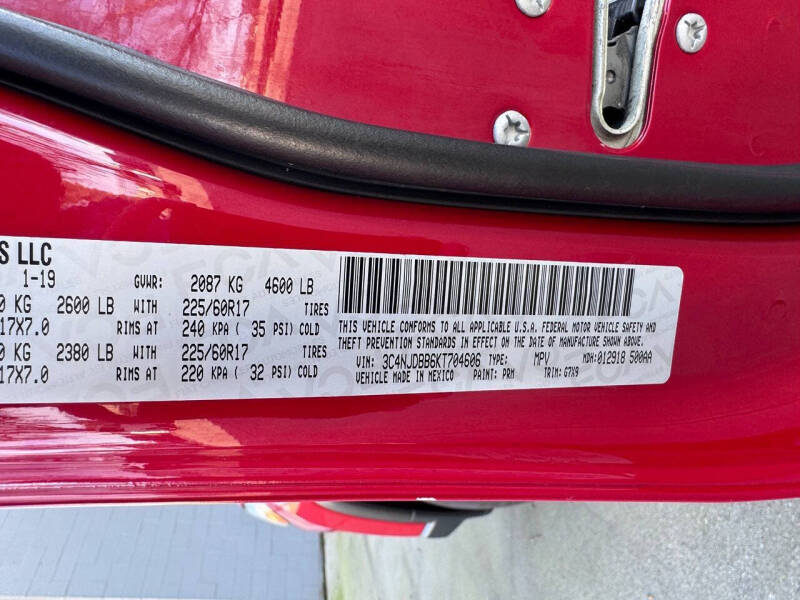 S LLC
1-19 GVWR: 2087 KG 4600 LB
0 KG 2600 LB WITH 225/60R17 TIRES
17X7.0 RIMS AT 240 KPA ( 35 PSI) COLD
0 KG 2380 LB WITH 225/60R17 TIRES
17X7.0 RIMS AT 220 KPA ( 32 PSI) COLD
THIS VEHICLE CONFORMS TO ALL APPLICABLE U.S.A. FEDERAL MOTOR VEHICLE SAFETY AND
THEFT PREVENTION STANDARDS IN EFFECT ON THE DATE OF MANUFACTURE SHOWN ABOVE.
VIN: 3C4NJDBB6KT704606 TYPE: MPV MDH: 012918 500AA
VEHICLE MADE IN MEXICO PAINT: PRM TRIM: G7X9